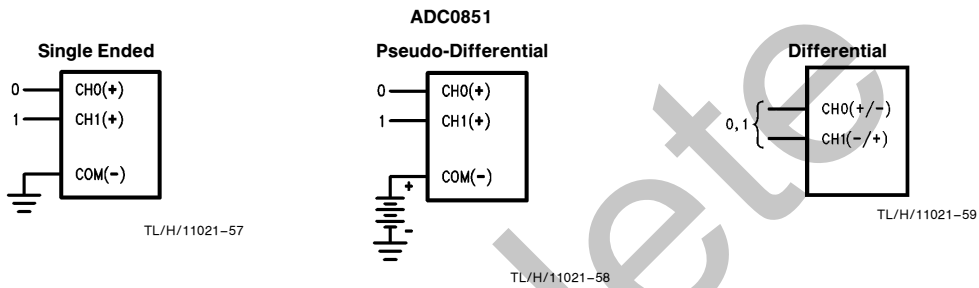 ADC0851
Single Ended
0 CH0(+)
1 CH1(+)
COM(-)
TL/H/11021-57
Pseudo-Differential
0 CH0(+)
1 CH1(+)
COM(-)
+
-
TL/H/11021-58
Differential
0,1 { CH0(+/-)
CH1(-/+)
TL/H/11021-59
lete